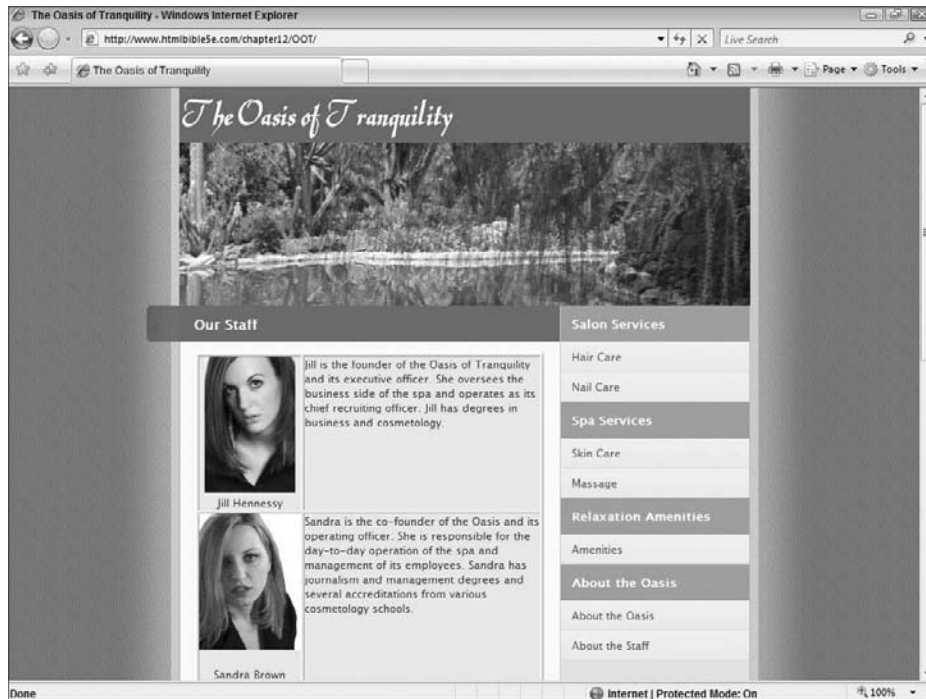 The Oasis of Tranquility - Windows Internet Explorer
http://www.htmlbible5e.com/chapter12/OOT/
Live Search
The Oasis of Tranquility
Page
Tools
The Oasis of Tranquility
Our Staff
Jill is the founder of the Oasis of Tranquility
and its executive officer. She oversees the
business side of the spa and operates as its
chief recruiting officer. Jill has degrees in
business and cosmetology.
Jill Hennessy
Sandra is the co-founder of the Oasis and its
operating officer. She is responsible for the
day-to-day operation of the spa and
management of its employees. Sandra has
journalism and management degrees and
several accreditations from various
cosmetology schools.
Sandra Brown
Salon Services
Hair Care
Nail Care
Spa Services
Skin Care
Massage
Relaxation Amenities
Amenities
About the Oasis
About the Oasis
About the Staff
Done
Internet | Protected Mode: On
100%